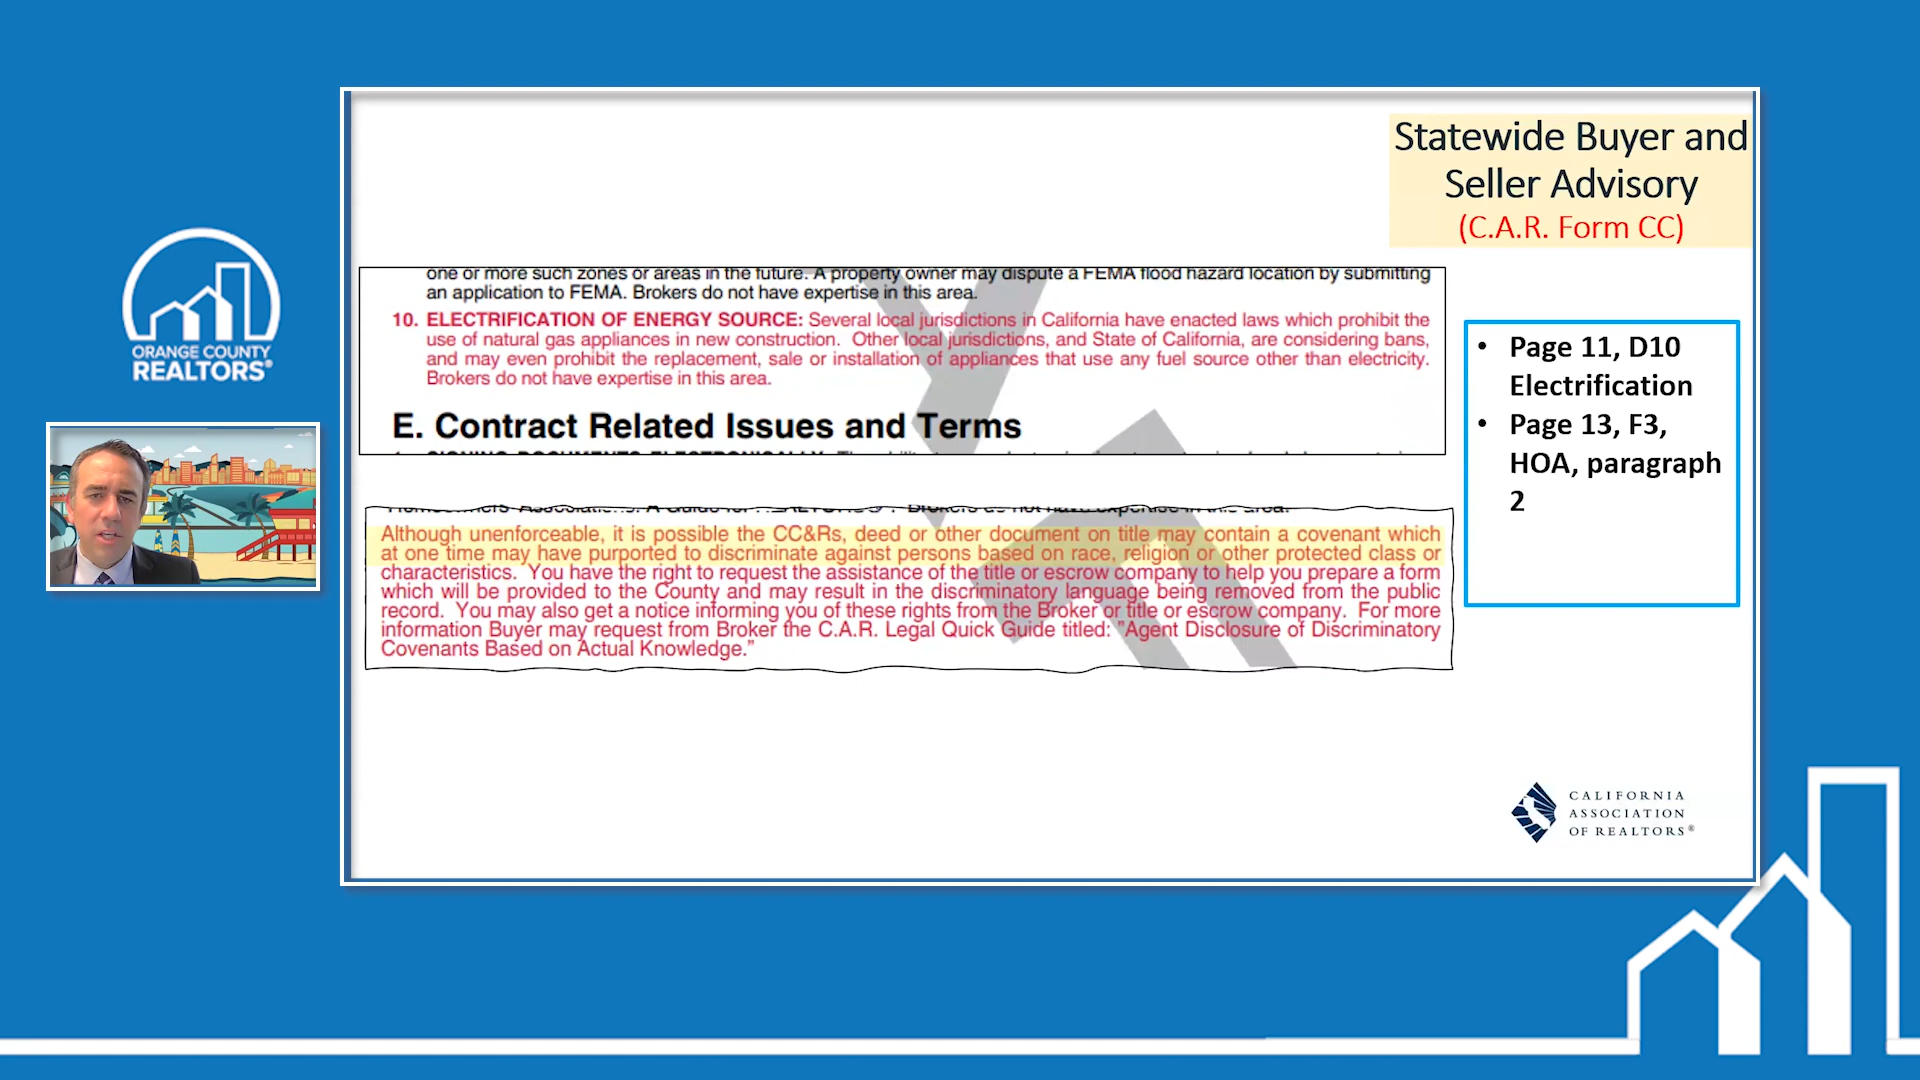 Statewide Buyer and
Seller Advisory
(C.A.R. Form CC)
one or more such zones or areas in the future. A property owner may dispute a FEMA flood hazard location by submitting
an application to FEMA. Brokers do not have expertise in this area.
10. ELECTRIFICATION OF ENERGY SOURCE: Several local jurisdictions in California have enacted laws which prohibit the
use of natural gas appliances in new construction. Other local jurisdictions, and State of California, are considering bans,
and may even prohibit the replacement, sale or installation of appliances that use any fuel source other than electricity.
Brokers do not have expertise in this area.
E. Contract Related Issues and Terms
• Page 11, D10
Electrification
• Page 13, F3,
HOA, paragraph
2
Brokers do not have expertise in this area.
Although unenforceable, it is possible the CC&Rs, deed or other document on title may contain a covenant which
at one time may have purported to discriminate against persons based on race, religion or other protected class or
characteristics. You have the right to request the assistance of the title or escrow company to help you prepare a form
which will be provided to the County and may result in the discriminatory language being removed from the public
record. You may also get a notice informing you of these rights from the Broker or title or escrow company. For more
information Buyer may request from Broker the C.A.R. Legal Quick Guide titled: "Agent Disclosure of Discriminatory
Covenants Based on Actual Knowledge."
ORANGE COUNTY
REALTORS®
CALIFORNIA
ASSOCIATION
OF REALTORS®